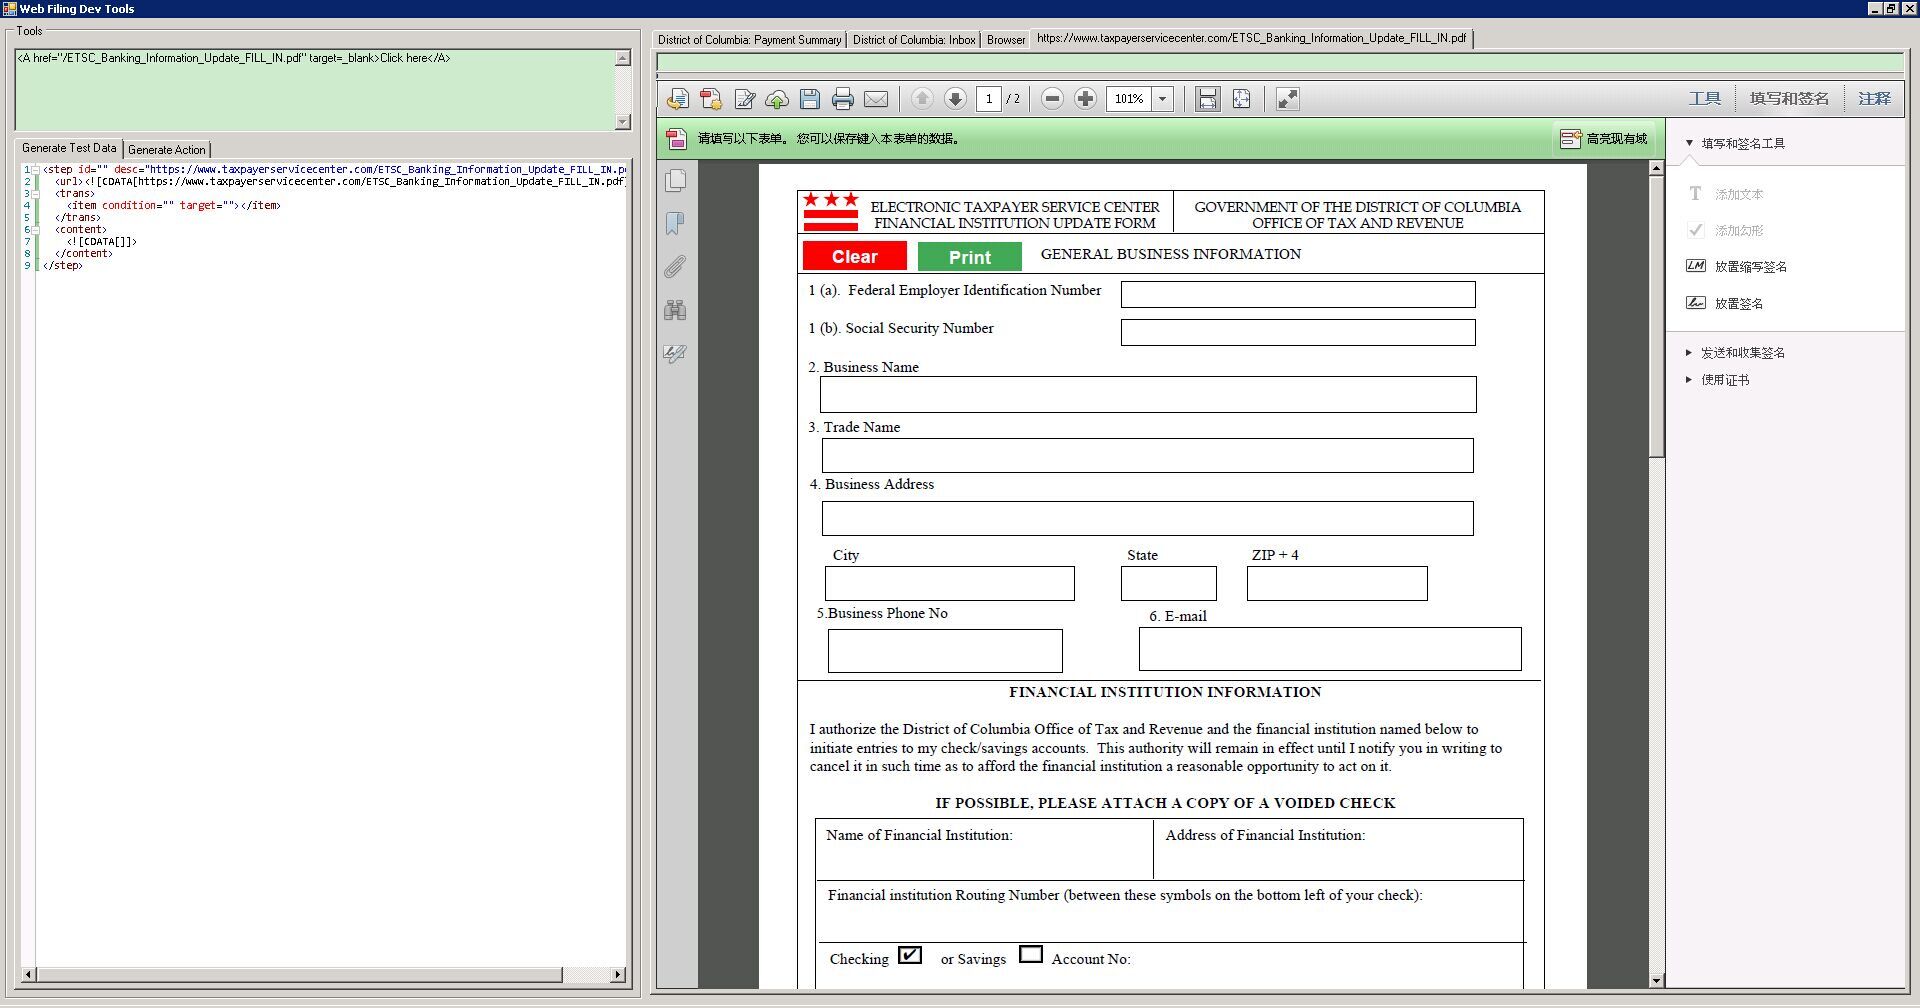 Web Filing Dev Tools
Tools
<A href="/ETSC_Banking_Information_Update_FILL_IN.pdf" target=_blank>Click here</A>
Generate Test Data
Generate Action
1 <step id="" desc="https://www.taxpayerservicecenter.com/ETSC_Banking_Information_Update_FILL_IN.p
2 <url><![CDATA[https://www.taxpayerservicecenter.com/ETSC_Banking_Information_Update_FILL_IN.pdf]
3 <trans>
4 <item condition="" target=""></item>
5 </trans>
6 <content>
7 <![CDATA[]]>
8 </content>
9 </step>
District of Columbia: Payment Summary
District of Columbia: Inbox
Browser
https://www.taxpayerservicecenter.com/ETSC_Banking_Information_Update_FILL_IN.pdf
1 / 2
101%
工具
填写和签名
注释
请填写以下表单。 您可以保存键入本表单的数据。
高亮现有域
ELECTRONIC TAXPAYER SERVICE CENTER
FINANCIAL INSTITUTION UPDATE FORM
GOVERNMENT OF THE DISTRICT OF COLUMBIA
OFFICE OF TAX AND REVENUE
Clear
Print
GENERAL BUSINESS INFORMATION
1 (a). Federal Employer Identification Number
1 (b). Social Security Number
2. Business Name
3. Trade Name
4. Business Address
City
State
ZIP + 4
5.Business Phone No
6. E-mail
FINANCIAL INSTITUTION INFORMATION
I authorize the District of Columbia Office of Tax and Revenue and the financial institution named below to
initiate entries to my check/savings accounts. This authority will remain in effect until I notify you in writing to
cancel it in such time as to afford the financial institution a reasonable opportunity to act on it.
IF POSSIBLE, PLEASE ATTACH A COPY OF A VOIDED CHECK
Name of Financial Institution:
Address of Financial Institution:
Financial institution Routing Number (between these symbols on the bottom left of your check):
Checking
or Savings
Account No:
填写和签名工具
T 添加文本
添加勾形
LM 放置缩写签名
放置签名
发送和收集签名
使用证书